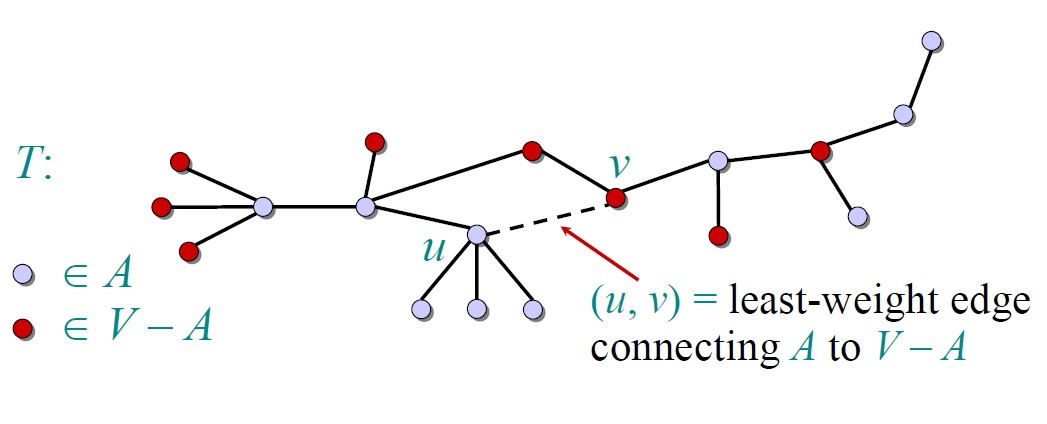 T:
v
u
∈ A
∈ V – A
(u, v) = least-weight edge
connecting A to V – A